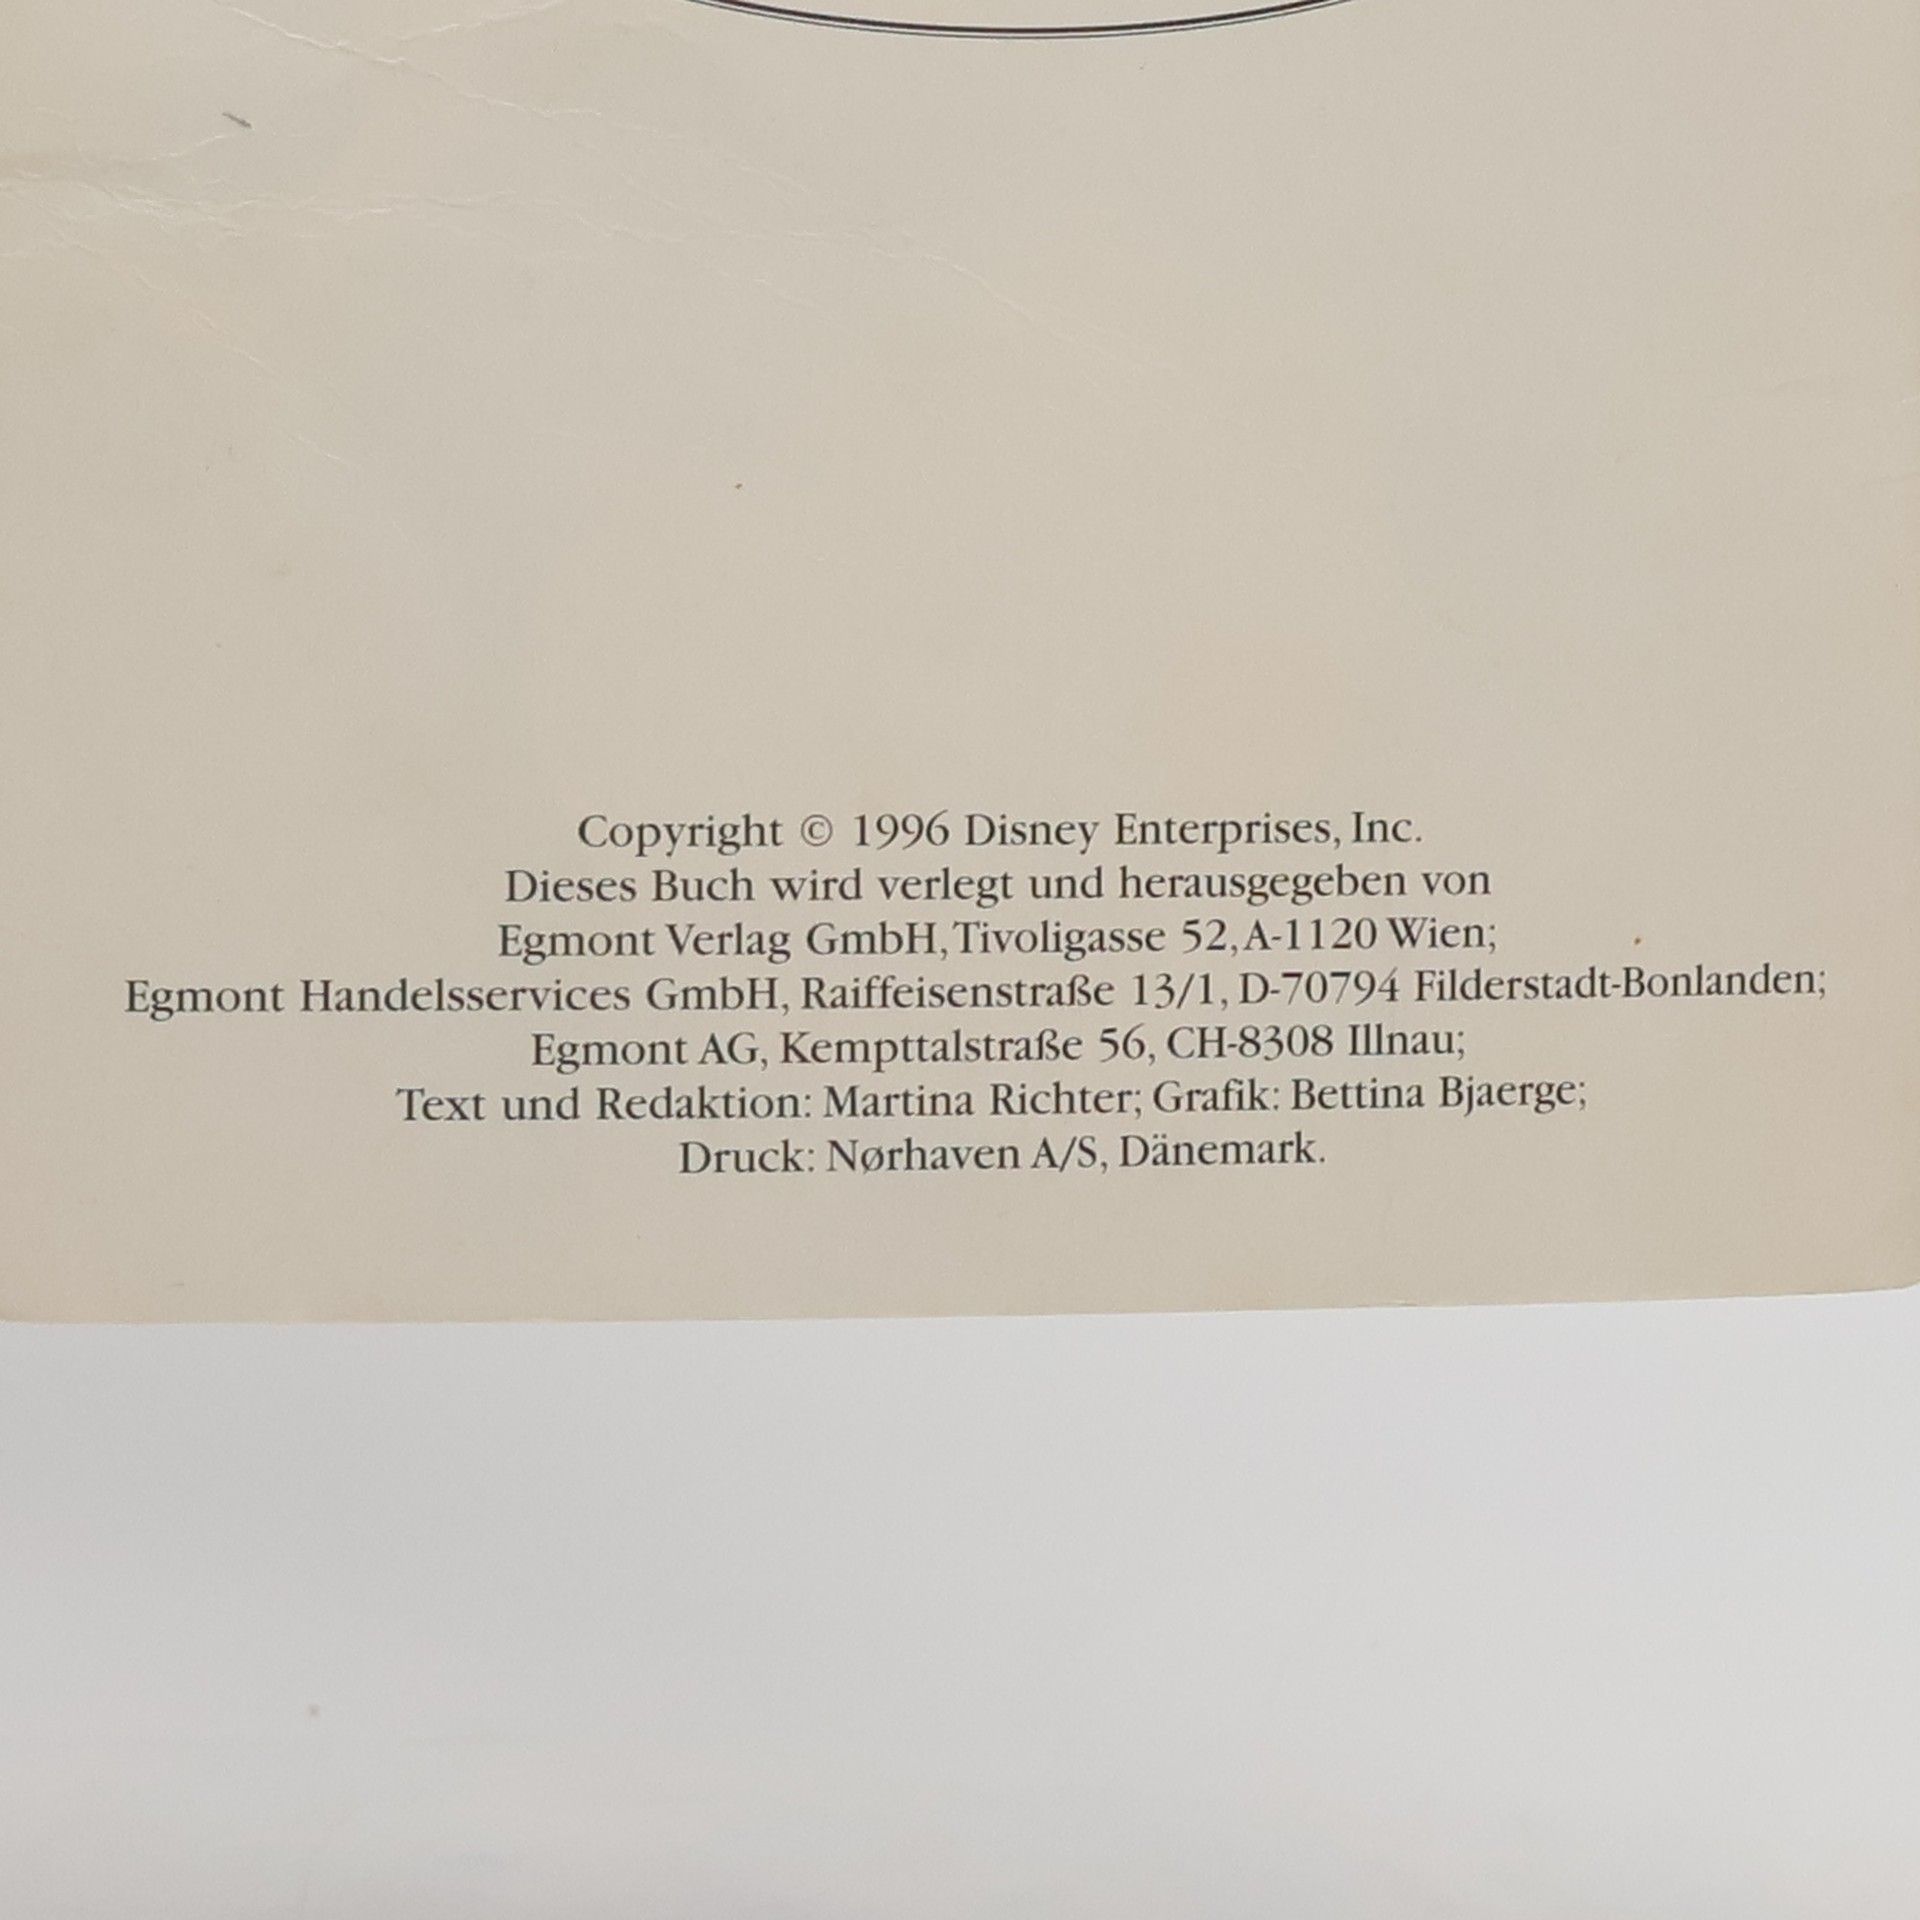 Copyright © 1996 Disney Enterprises, Inc.
Dieses Buch wird verlegt und herausgegeben von
Egmont Verlag GmbH, Tivoligasse 52, A-1120 Wien;
Egmont Handelsservices GmbH, Raiffeisenstraße 13/1, D-70794 Filderstadt-Bonlanden;
Egmont AG, Kempttalstraße 56, CH-8308 Illnau;
Text und Redaktion: Martina Richter; Grafik: Bettina Bjaerge;
Druck: Nørhaven A/S, Dänemark.